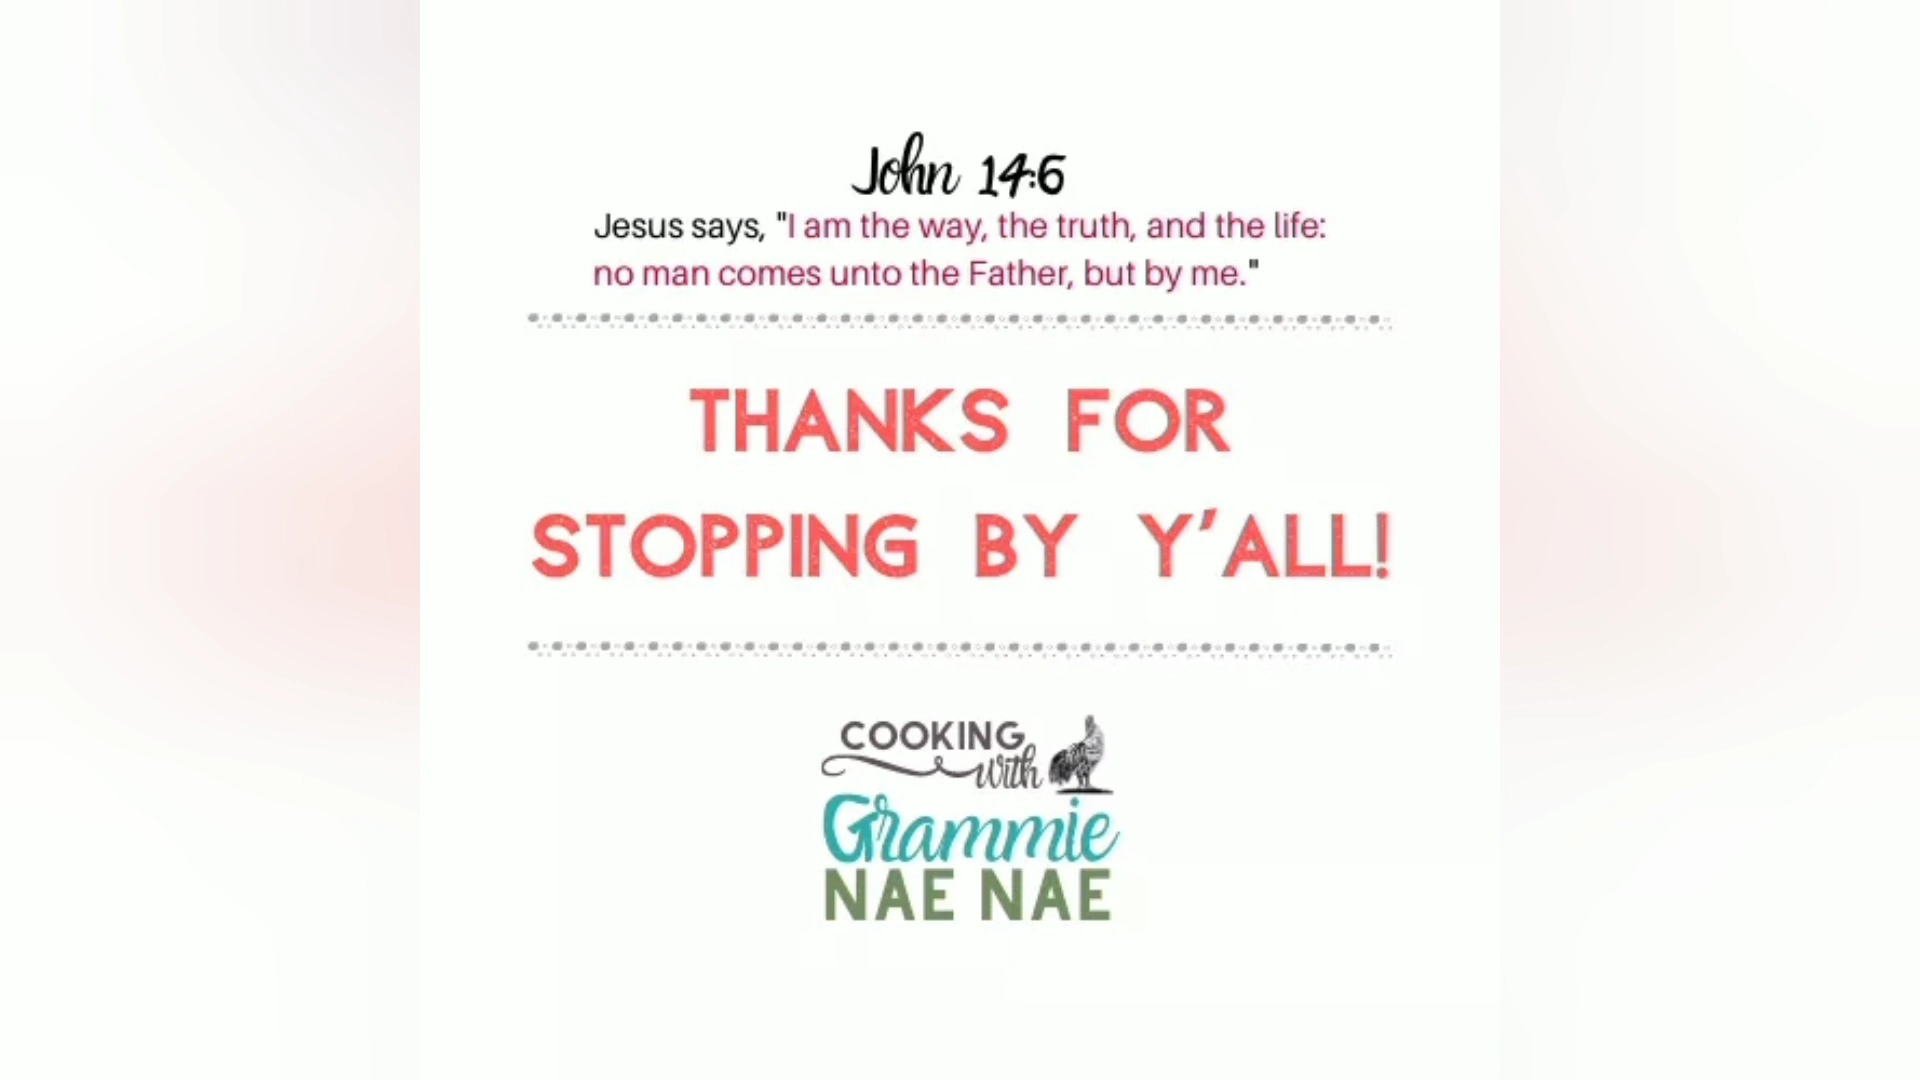 John 14:6
Jesus says, "I am the way, the truth, and the life:
no man comes unto the Father, but by me."
THANKS FOR
STOPPING BY Y'ALL!
COOKING
with
Grammie
NAE NAE